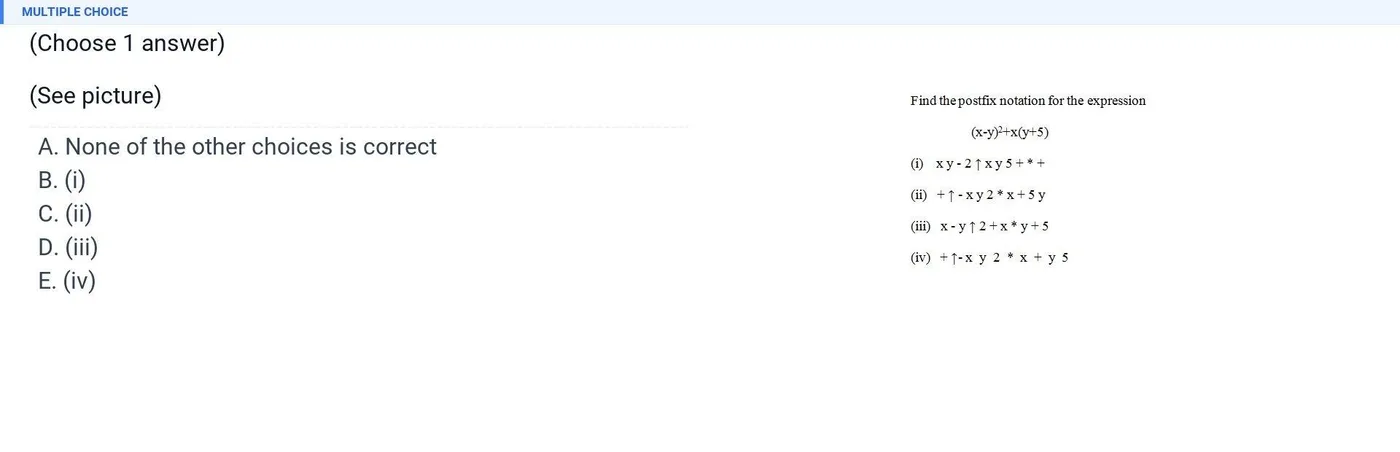 MULTIPLE CHOICE
(Choose 1 answer)
(See picture)
A. None of the other choices is correct
B. (i)
C. (ii)
D. (iii)
E. (iv)
Find the postfix notation for the expression
(x-y)²+x(y+5)
(i) x y - 2 ↑ x y 5 + * +
(ii) + ↑ - x y 2 * x + 5 y
(iii) x - y ↑ 2 + x * y + 5
(iv) + ↑ - x y 2 * x + y 5